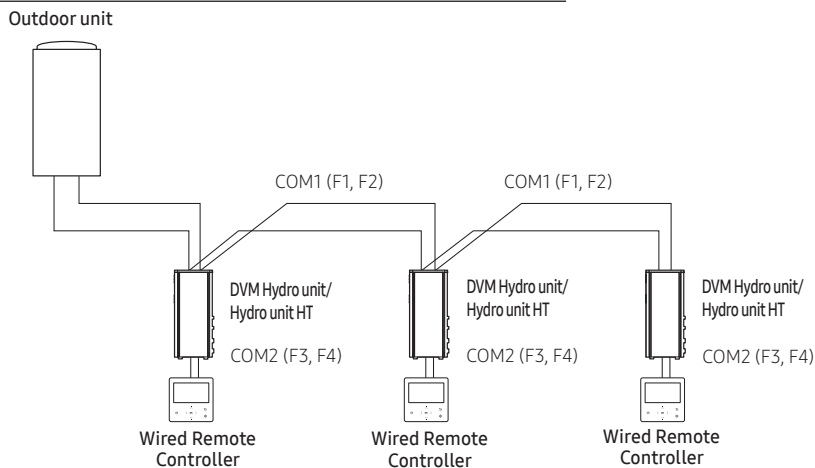 Outdoor unit
COM1 (F1, F2)
COM1 (F1, F2)
DVM Hydro unit/
Hydro unit HT
COM2 (F3, F4)
DVM Hydro unit/
Hydro unit HT
COM2 (F3, F4)
DVM Hydro unit/
Hydro unit HT
COM2 (F3, F4)
Wired Remote
Controller
Wired Remote
Controller
Wired Remote
Controller